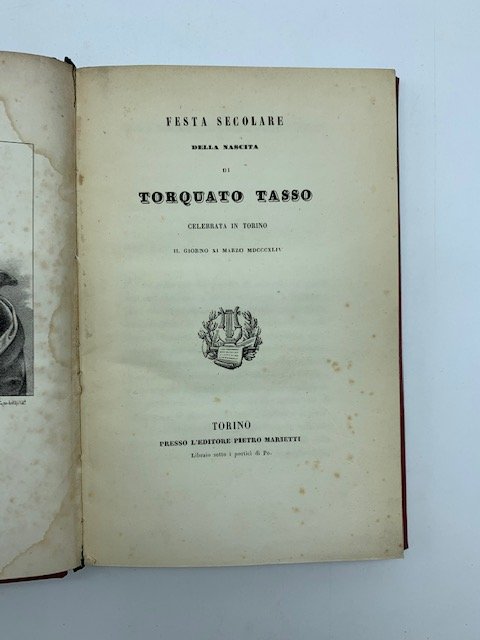 FESTA SECOLARE
DELLA NASCITA
DI
TORQUATO TASSO
CELEBRATA IN TORINO
IL GIORNO XI MARZO MDCCCXLIV
TORINO
PRESSO L'EDITORE PIETRO MARIETTI
Libraio sotto i portici di Po.